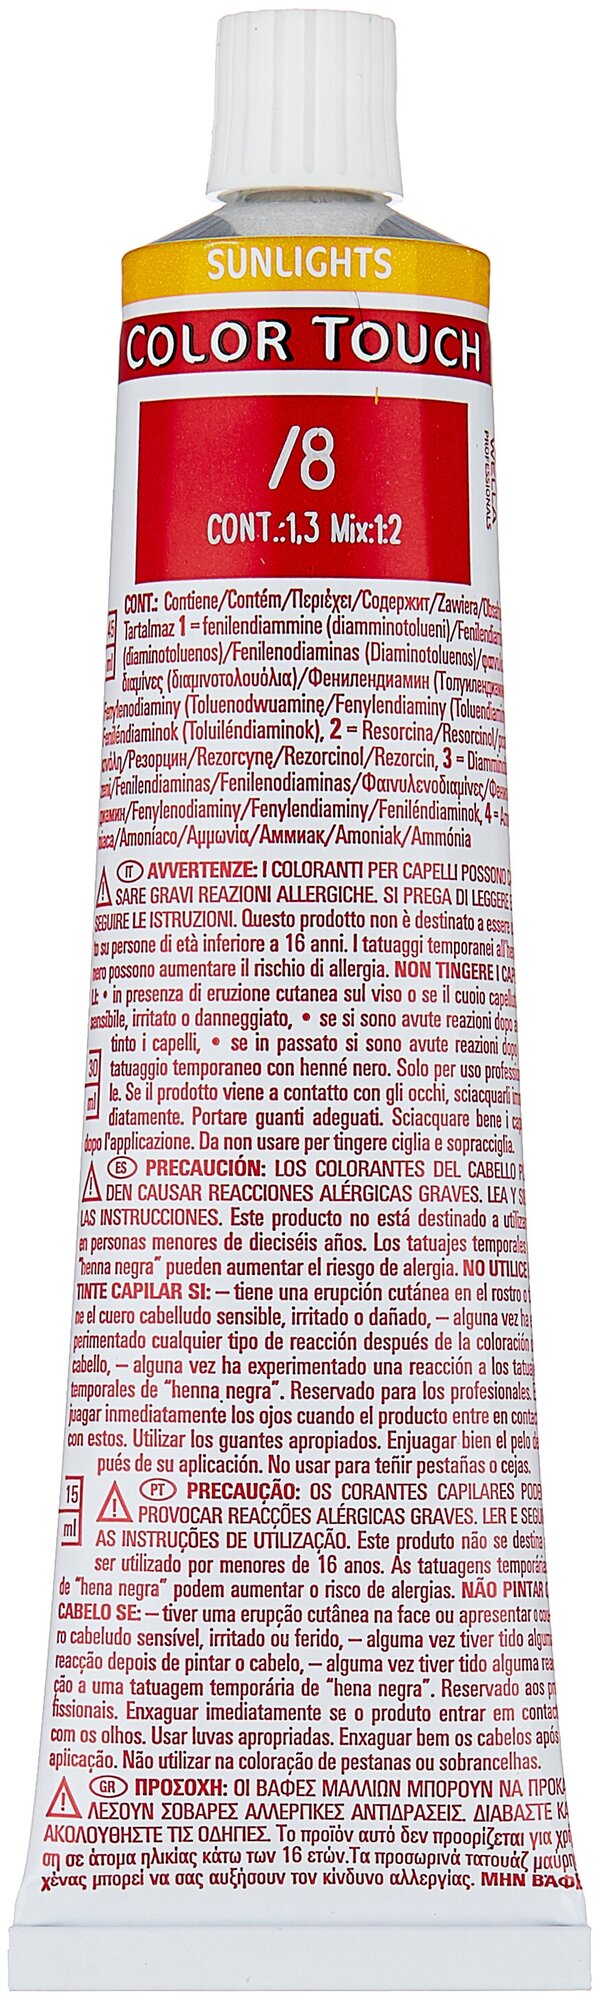 SUNLIGHTS
COLOR TOUCH
/8
CONT.:1,3 Mix:1:2
WELLA
PROFESSIONALS
CONT.: Contiene/Contém/Περιέχει/Содержит/Zawiera/
Tartalmaz 1 = fenilendiammine (diamminotolueni)/
(diaminotoluenos)/Fenilenodiaminas (Diaminotoluenos)/
διαμίνες (διαμινοτολουόλια)/Фенилендиамин
Fenylenodiaminy (Toluenodwuaminę/Fenylendiaminy
Feniléndiaminok (Toluiléndiaminok), 2 = Resorcina/Resorcinol/
Резорцин/Rezorcynę/Rezorcinol/Rezorcin, 3 =
Fenilendiaminas/Fenilenodiaminas/Φαινυλενοδιαμίνες/
Fenylenodiaminy/Fenylendiaminy/Feniléndiaminok, 4 =
Amoníaco/Αμμωνία/Аммиак/Amoniak/Ammónia
45
ml
IT AVVERTENZE: I COLORANTI PER CAPELLI POSSONO
SARE GRAVI REAZIONI ALLERGICHE. SI PREGA DI LEGGERE E
SEGUIRE LE ISTRUZIONI. Questo prodotto non è destinato a essere
to su persone di età inferiore a 16 anni. I tatuaggi temporanei
nero possono aumentare il rischio di allergia. NON TINGERE I
LI: • in presenza di eruzione cutanea sul viso o se il cuoio
sensibile, irritato o danneggiato, • se si sono avute reazioni dopo
tinto i capelli, • se in passato si sono avute reazioni dopo
tatuaggio temporaneo con henné nero. Solo per uso
le. Se il prodotto viene a contatto con gli occhi, sciacquarli
diatamente. Portare guanti adeguati. Sciacquare bene i
dopo l'applicazione. Da non usare per tingere ciglia e sopracciglia.
30
ml
ES PRECAUCIÓN: LOS COLORANTES DEL CABELLO
DEN CAUSAR REACCIONES ALÉRGICAS GRAVES. LEA Y
LAS INSTRUCCIONES. Este producto no está destinado a
en personas menores de dieciséis años. Los tatuajes
"henna negra" pueden aumentar el riesgo de alergia. NO UTILICE
TINTE CAPILAR SI: – tiene una erupción cutánea en el rostro o
ne el cuero cabelludo sensible, irritado o dañado, – alguna vez
perimentado cualquier tipo de reacción después de la coloración
cabello, – alguna vez ha experimentado una reacción a los
temporales de "henna negra". Reservado para los profesionales.
juagar inmediatamente los ojos cuando el producto entre en
con estos. Utilizar los guantes apropiados. Enjuagar bien el pelo
pués de su aplicación. No usar para teñir pestañas o cejas.
15
ml
PT PRECAUÇÃO: OS CORANTES CAPILARES
PROVOCAR REACÇÕES ALÉRGICAS GRAVES. LER E
AS INSTRUÇÕES DE UTILIZAÇÃO. Este produto não se destina
ser utilizado por menores de 16 anos. As tatuagens
de "hena negra" podem aumentar o risco de alergias. NÃO PINTAR
CABELO SE: – tiver uma erupção cutânea na face ou apresentar o
ro cabeludo sensível, irritado ou ferido, – alguma vez tiver tido
reacção depois de pintar o cabelo, – alguma vez tiver tido alguma
ção a uma tatuagem temporária de "hena negra". Reservado aos
fissionais. Enxaguar imediatamente se o produto entrar em
com os olhos. Usar luvas apropriadas. Enxaguar bem os cabelos após
aplicação. Não utilizar na coloração de pestanas ou sobrancelhas.
GR ΠΡΟΣΟΧΗ: ΟΙ ΒΑΦΕΣ ΜΑΛΛΙΩΝ ΜΠΟΡΟΥΝ ΝΑ ΠΡΟΚΑ
ΛΕΣΟΥΝ ΣΟΒΑΡΕΣ ΑΛΛΕΡΓΙΚΕΣ ΑΝΤΙΔΡΑΣΕΙΣ. ΔΙΑΒΑΣΤΕ ΚΑ
ΑΚΟΛΟΥΘΗΣΤΕ ΤΙΣ ΟΔΗΓΙΕΣ. Το προϊόν αυτό δεν προορίζεται για
ση σε άτομα ηλικίας κάτω των 16 ετών.Τα προσωρινά τατουάζ
χένας μπορεί να σας αυξήσουν τον κίνδυνο αλλεργίας. ΜΗΝ